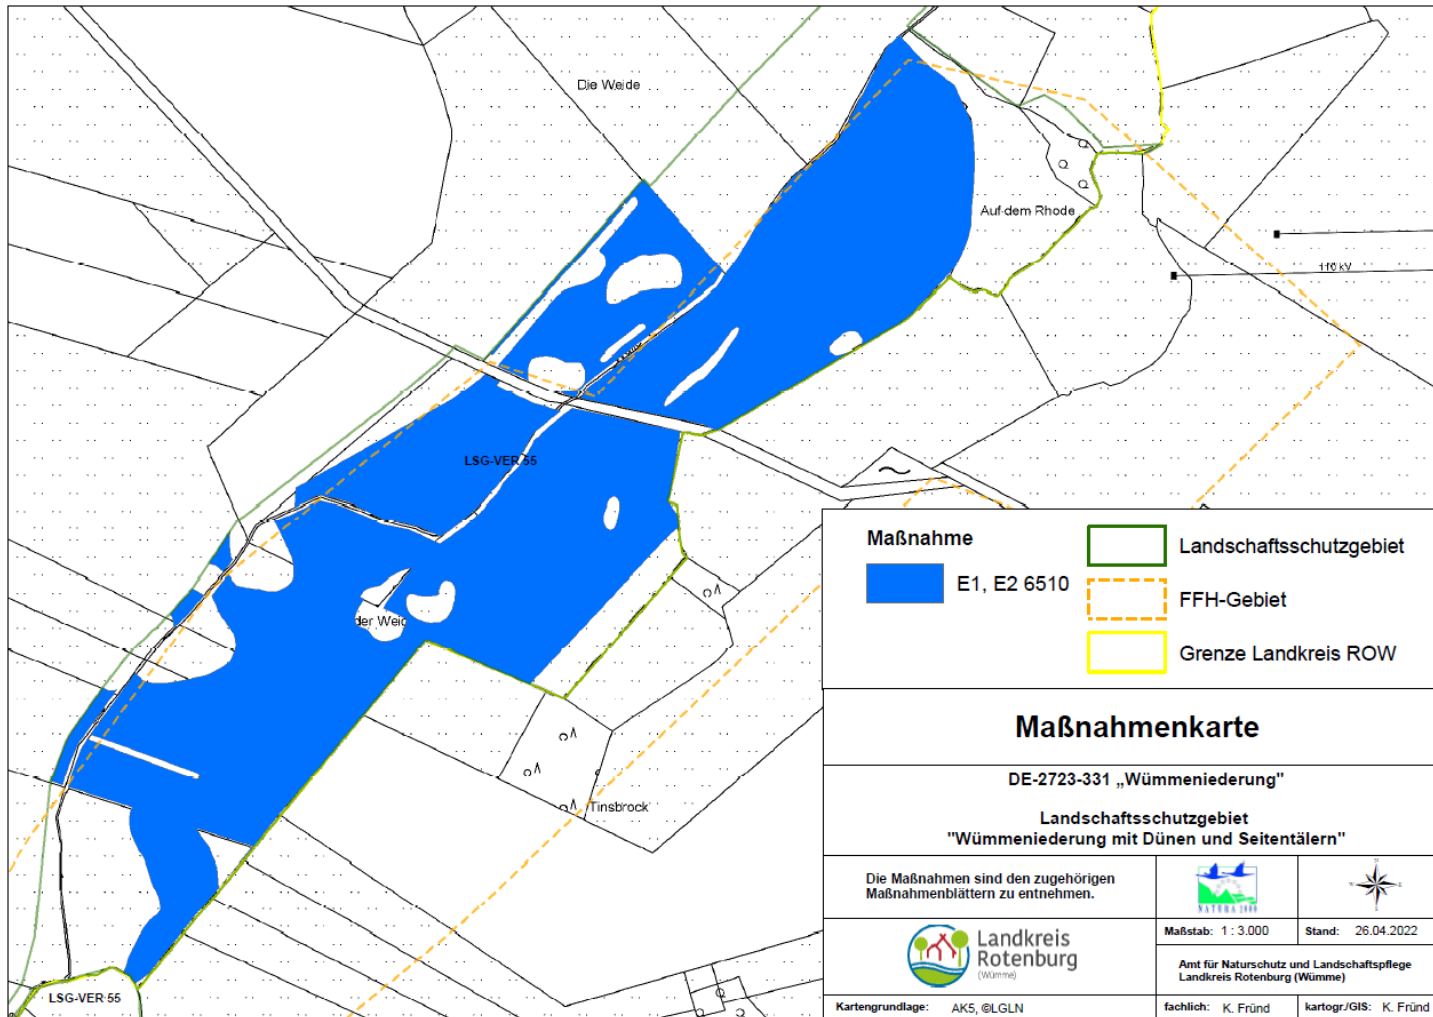 Die Weide
Auf dem Rhode
110 kV
LSG-VER 55
der Weid
Tinsbrock
LSG-VER 55
Maßnahme
E1, E2 6510
Landschaftsschutzgebiet
FFH-Gebiet
Grenze Landkreis ROW
Maßnahmenkarte
DE-2723-331 „Wümmeniederung"
Landschaftsschutzgebiet
"Wümmeniederung mit Dünen und Seitentälern"
Die Maßnahmen sind den zugehörigen
Maßnahmenblättern zu entnehmen.
NATURA 2000
Landkreis
Rotenburg
(Wümme)
Maßstab: 1 : 3.000
Stand: 26.04.2022
Amt für Naturschutz und Landschaftspflege
Landkreis Rotenburg (Wümme)
Kartengrundlage: AK5, ©LGLN
fachlich: K. Fründ
kartogr./GIS: K. Fründ